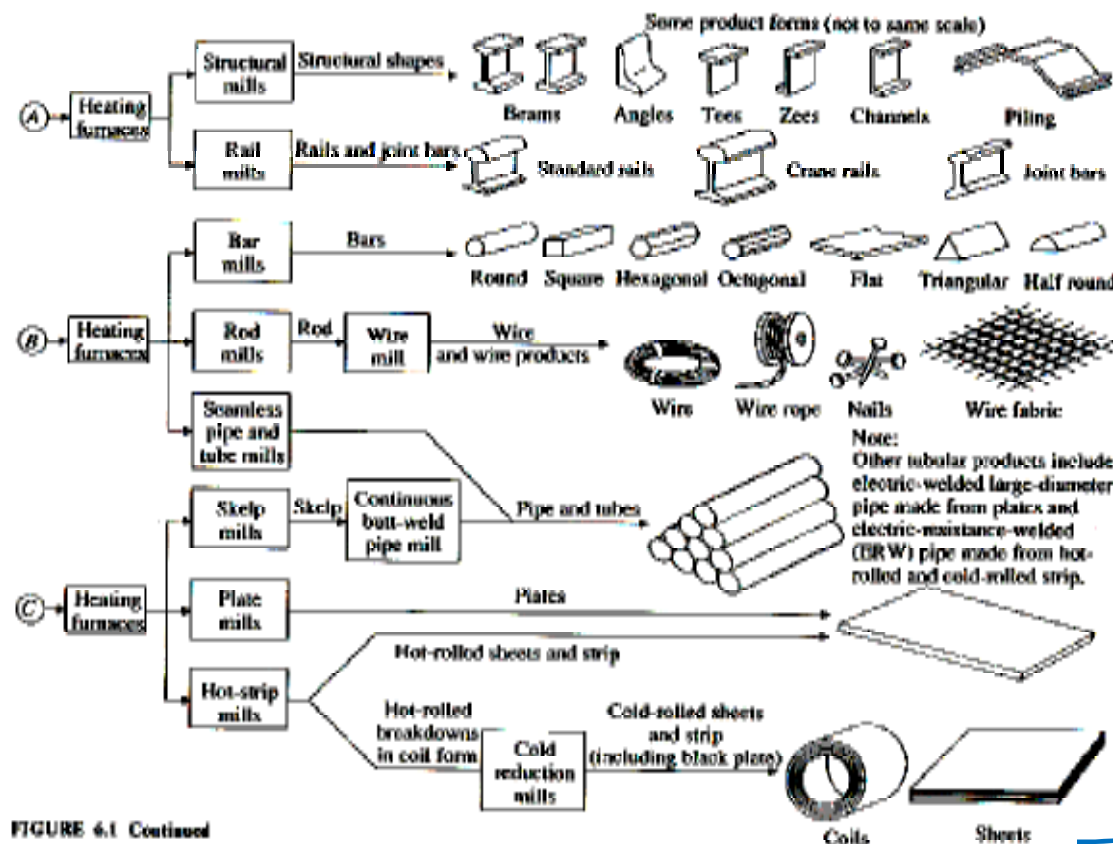 Some product forms (not to same scale)
Structural
mills
Structural shapes
A
Heating
furnaces
Beams
Angles
Tees
Zees
Channels
Piling
Rail
mills
Rails and joint bars
Standard rails
Crane rails
Joint bars
Bar
mills
Bars
Round
Square
Hexagonal
Octagonal
Flat
Triangular
Half round
B
Heating
furnaces
Rod
mills
Rod
Wire
mill
Wire
and wire products
Wire
Wire rope
Nails
Wire fabric
Seamless
pipe and
tube mills
Note:
Other tubular products include
electric-welded large-diameter
pipe made from plates and
electric-resistance-welded
(ERW) pipe made from hot-
rolled and cold-rolled strip.
Skelp
mills
Skelp
Continuous
butt-weld
pipe mill
Pipe and tubes
C
Heating
furnaces
Plate
mills
Plates
Hot-rolled sheets and strip
Hot-strip
mills
Hot-rolled
breakdowns
in coil form
Cold
reduction
mills
Cold-rolled sheets
and strip
(including black plate)
Coils
Sheets
FIGURE 6.1 Continued